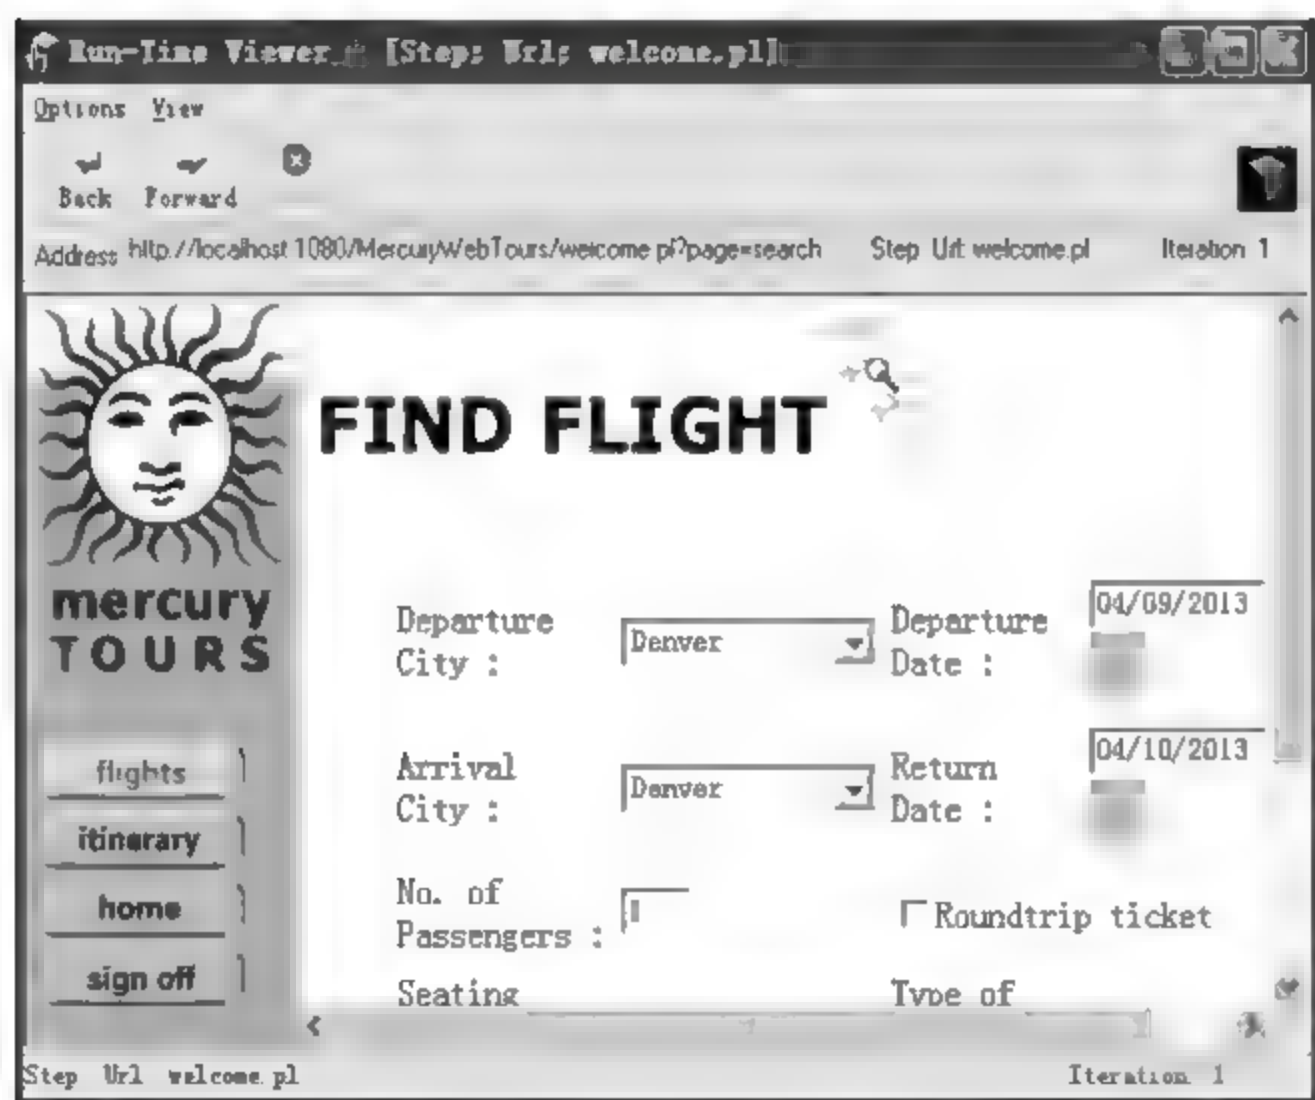 Run-Time Viewer - [Step: Url: welcome.pl]
Options View
Back Forward
Address http://localhost:1080/MercuryWebTours/welcome.pl?page=search Step Url: welcome.pl Iteration 1
FIND FLIGHT
mercury
TOURS
Departure City : Denver Departure Date : 04/09/2013
Arrival City : Denver Return Date : 04/10/2013
No. of Passengers : 1 Roundtrip ticket
Seating Type of
flights
itinerary
home
sign off
Step Url welcome.pl Iteration 1